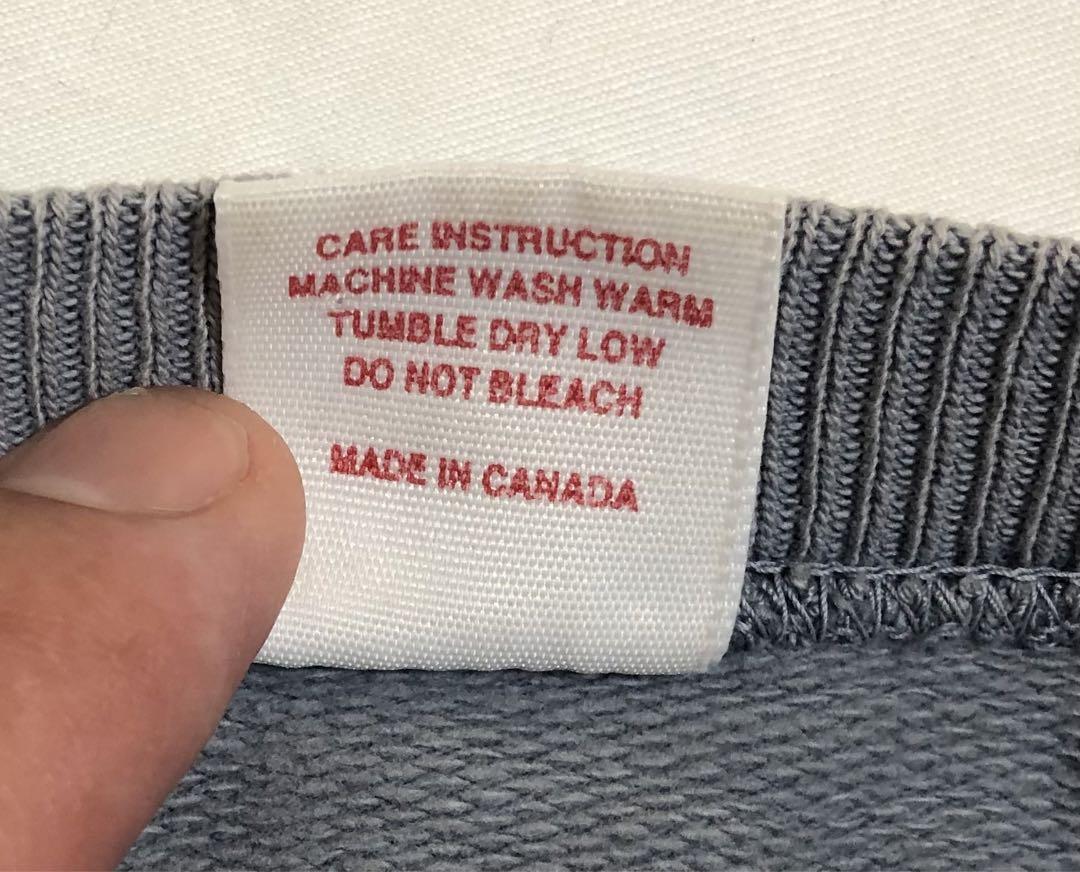 CARE INSTRUCTION
MACHINE WASH WARM
TUMBLE DRY LOW
DO NOT BLEACH
MADE IN CANADA